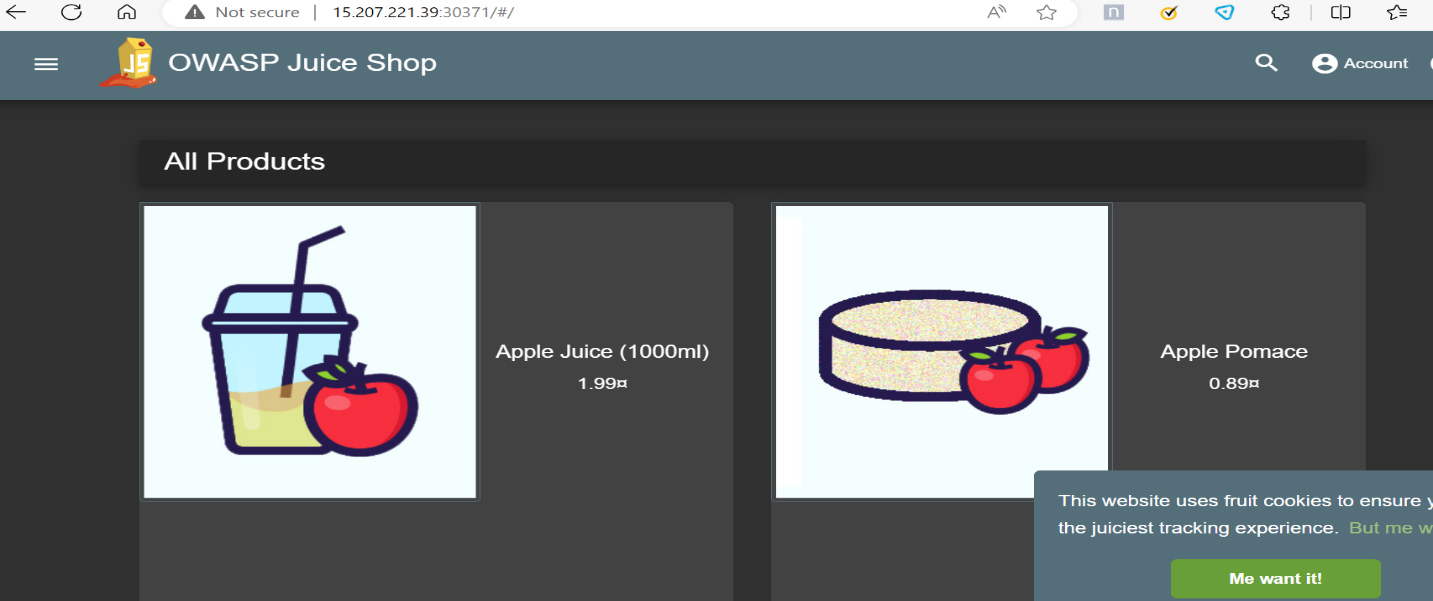 Not secure | 15.207.221.39:30371/#/
JS
OWASP Juice Shop
Account
All Products
Apple Juice (1000ml)
1.99¤
Apple Pomace
0.89¤
This website uses fruit cookies to ensure y
the juiciest tracking experience. But me w
Me want it!